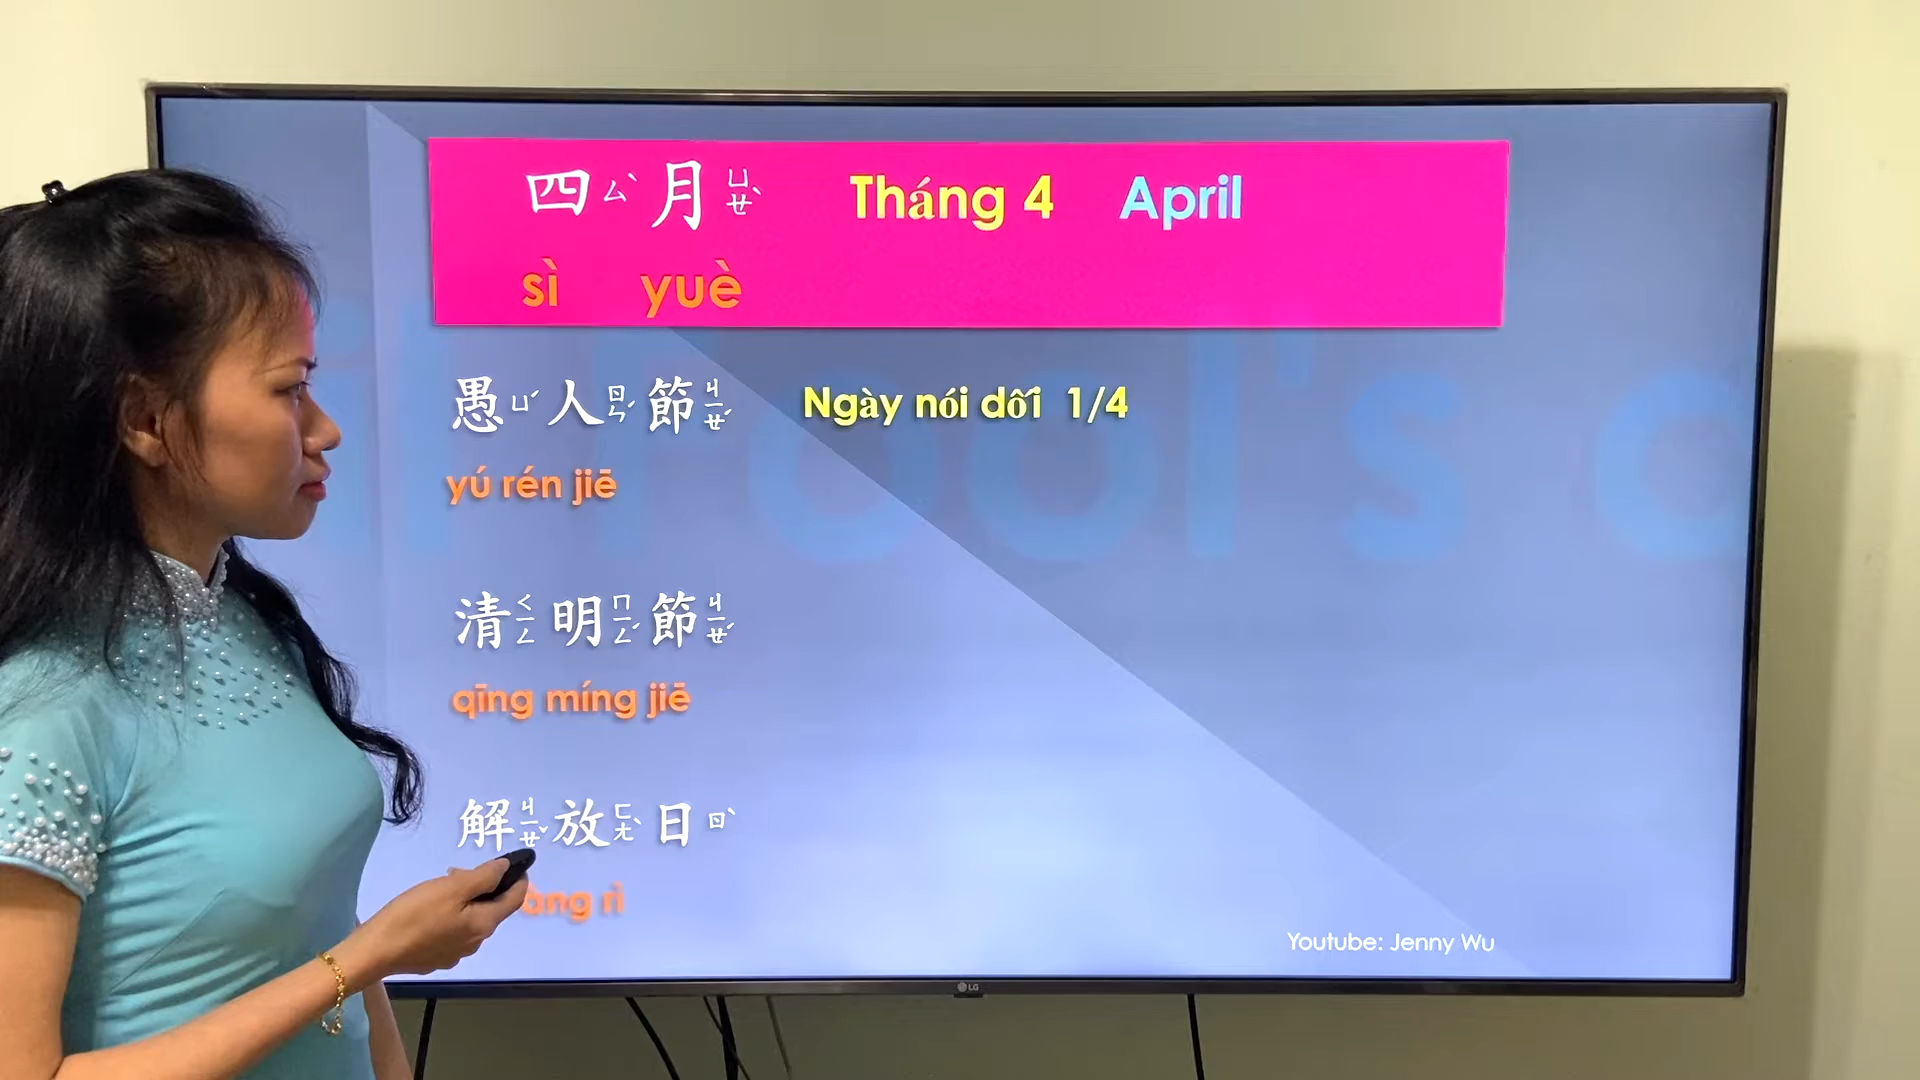 四ㄙˋ月ㄩㄝˋ Tháng 4 April
sì yuè
愚ㄩˊ人ㄖㄣˊ節ㄐㄧㄝˊ Ngày nói dối 1/4
yú rén jiē
清ㄑㄧㄥ明ㄇㄧㄥˊ節ㄐㄧㄝˊ
qīng míng jiē
解ㄐㄧㄝˇ放ㄈㄤˋ日ㄖˋ
rì
Fool's
Youtube: Jenny Wu
LG